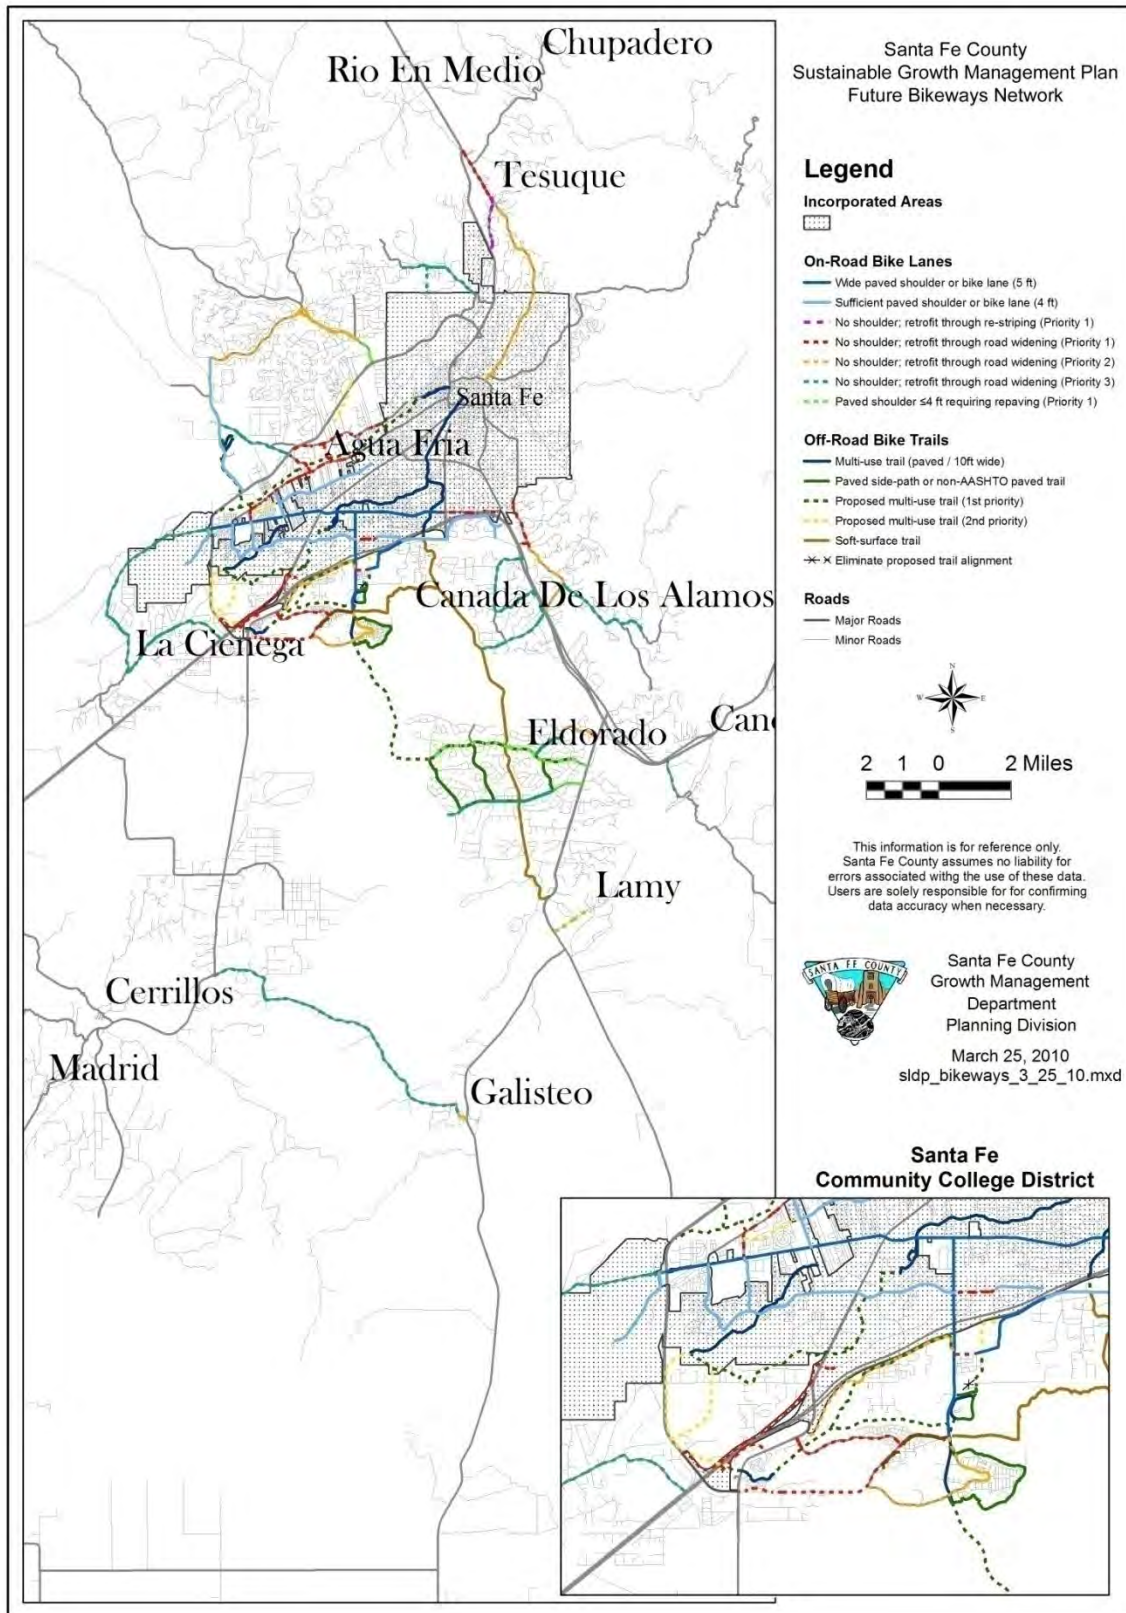 Chupadero
Rio En Medio
Tesuque
Santa Fe
Agua Fria
Canada De Los Alamos
La Cienega
Eldorado
Canc
Lamy
Cerrillos
Madrid
Galisteo
Santa Fe County
Sustainable Growth Management Plan
Future Bikeways Network
Legend
Incorporated Areas
On-Road Bike Lanes
Wide paved shoulder or bike lane (5 ft)
Sufficient paved shoulder or bike lane (4 ft)
No shoulder; retrofit through re-striping (Priority 1)
No shoulder; retrofit through road widening (Priority 1)
No shoulder; retrofit through road widening (Priority 2)
No shoulder; retrofit through road widening (Priority 3)
Paved shoulder ≤4 ft requiring repaving (Priority 1)
Off-Road Bike Trails
Multi-use trail (paved / 10ft wide)
Paved side-path or non-AASHTO paved trail
Proposed multi-use trail (1st priority)
Proposed multi-use trail (2nd priority)
Soft-surface trail
Eliminate proposed trail alignment
Roads
Major Roads
Minor Roads
N
W E
S
2 1 0 2 Miles
This information is for reference only.
Santa Fe County assumes no liability for
errors associated withg the use of these data.
Users are solely responsible for for confirming
data accuracy when necessary.
SANTA FE COUNTY
Santa Fe County
Growth Management
Department
Planning Division
March 25, 2010
sldp_bikeways_3_25_10.mxd
Santa Fe
Community College District